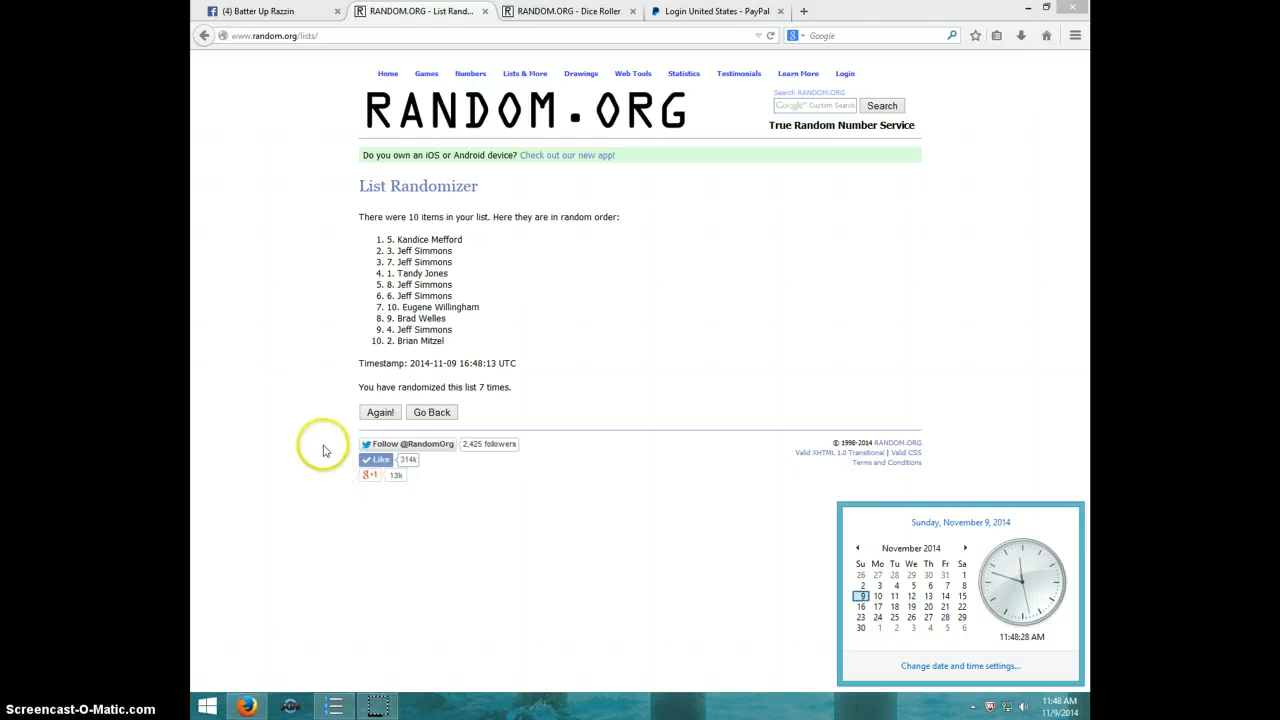 (4) Batter Up Razzin
RANDOM.ORG - List Rand...
RANDOM.ORG - Dice Roller
Login United States - PayPal
www.random.org/lists/
Google
Home Games Numbers Lists & More Drawings Web Tools Statistics Testimonials Learn More Login
RANDOM.ORG
Search RANDOM.ORG
Google™ Custom Search
Search
True Random Number Service
Do you own an iOS or Android device? Check out our new app!
List Randomizer
There were 10 items in your list. Here they are in random order:
1. 5. Kandice Mefford
2. 3. Jeff Simmons
3. 7. Jeff Simmons
4. 1. Tandy Jones
5. 8. Jeff Simmons
6. 6. Jeff Simmons
7. 10. Eugene Willingham
8. 9. Brad Welles
9. 4. Jeff Simmons
10. 2. Brian Mitzel
Timestamp: 2014-11-09 16:48:13 UTC
You have randomized this list 7 times.
Again! Go Back
Follow @RandomOrg 2,425 followers
Like 314k
g+1 13k
© 1998-2014 RANDOM.ORG
Valid XHTML 1.0 Transitional | Valid CSS
Terms and Conditions
Sunday, November 9, 2014
November 2014
Su Mo Tu We Th Fr Sa
26 27 28 29 30 31 1
2 3 4 5 6 7 8
9 10 11 12 13 14 15
16 17 18 19 20 21 22
23 24 25 26 27 28 29
30 1 2 3 4 5 6
11:48:28 AM
Change date and time settings...
11:48 AM
11/9/2014
Screencast-O-Matic.com